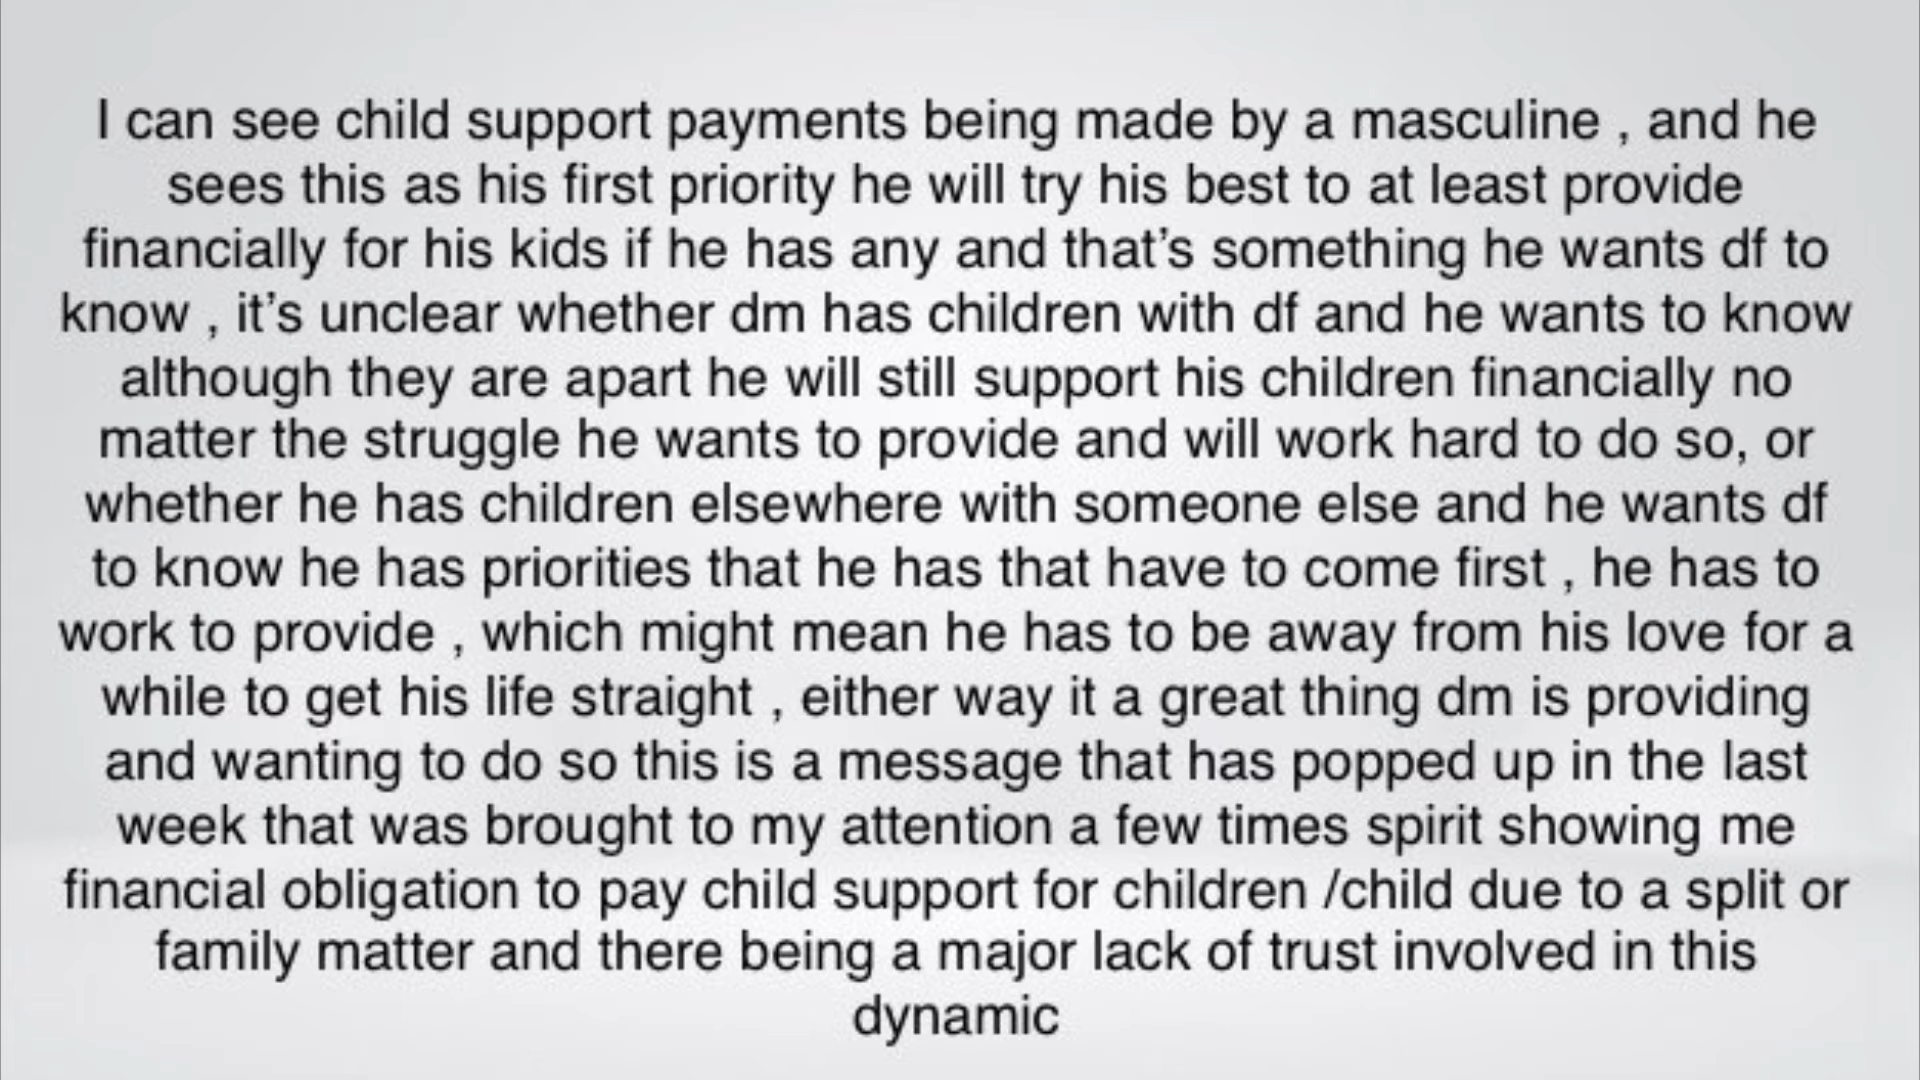 I can see child support payments being made by a masculine , and he
sees this as his first priority he will try his best to at least provide
financially for his kids if he has any and that’s something he wants df to
know , it’s unclear whether dm has children with df and he wants to know
although they are apart he will still support his children financially no
matter the struggle he wants to provide and will work hard to do so, or
whether he has children elsewhere with someone else and he wants df
to know he has priorities that he has that have to come first , he has to
work to provide , which might mean he has to be away from his love for a
while to get his life straight , either way it a great thing dm is providing
and wanting to do so this is a message that has popped up in the last
week that was brought to my attention a few times spirit showing me
financial obligation to pay child support for children /child due to a split or
family matter and there being a major lack of trust involved in this
dynamic